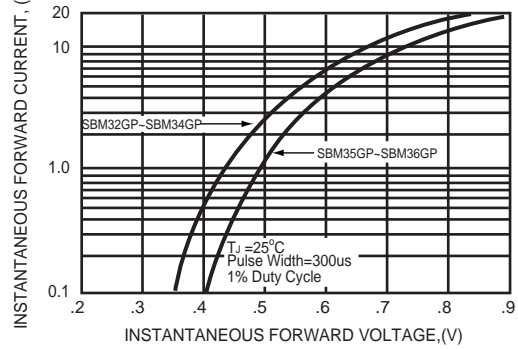 INSTANTANEOUS FORWARD CURRENT, (
20
10
1.0
0.1
SBM32GP~SBM34GP
SBM35GP~SBM36GP
TJ =25°C
Pulse Width=300us
1% Duty Cycle
.2 .3 .4 .5 .6 .7 .8 .9
INSTANTANEOUS FORWARD VOLTAGE,(V)